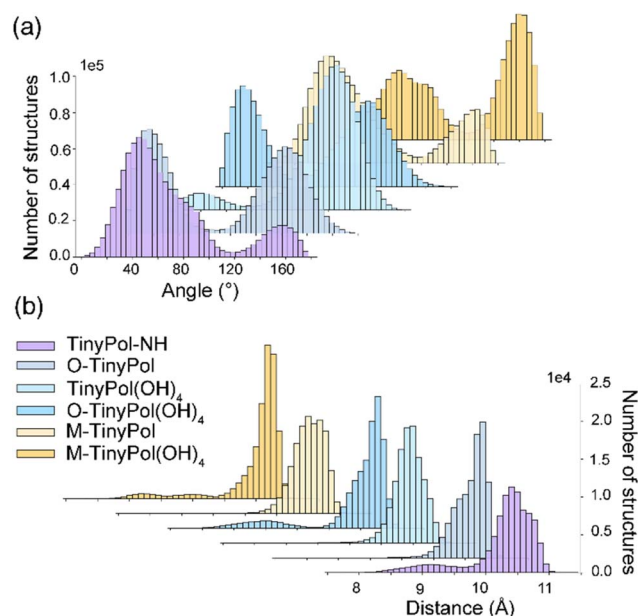 (a)
1e5
Number of structures
1.0
0.8
0.6
0.4
0.2
0.0
0 40 80 120 160
Angle (°)
(b)
TinyPol-NH
O-TinyPol
TinyPol(OH)4
O-TinyPol(OH)4
M-TinyPol
M-TinyPol(OH)4
1e4
2.5
2.0
1.5
1.0
0.5
0.0
Number of structures
8 9 10 11
Distance (Å)